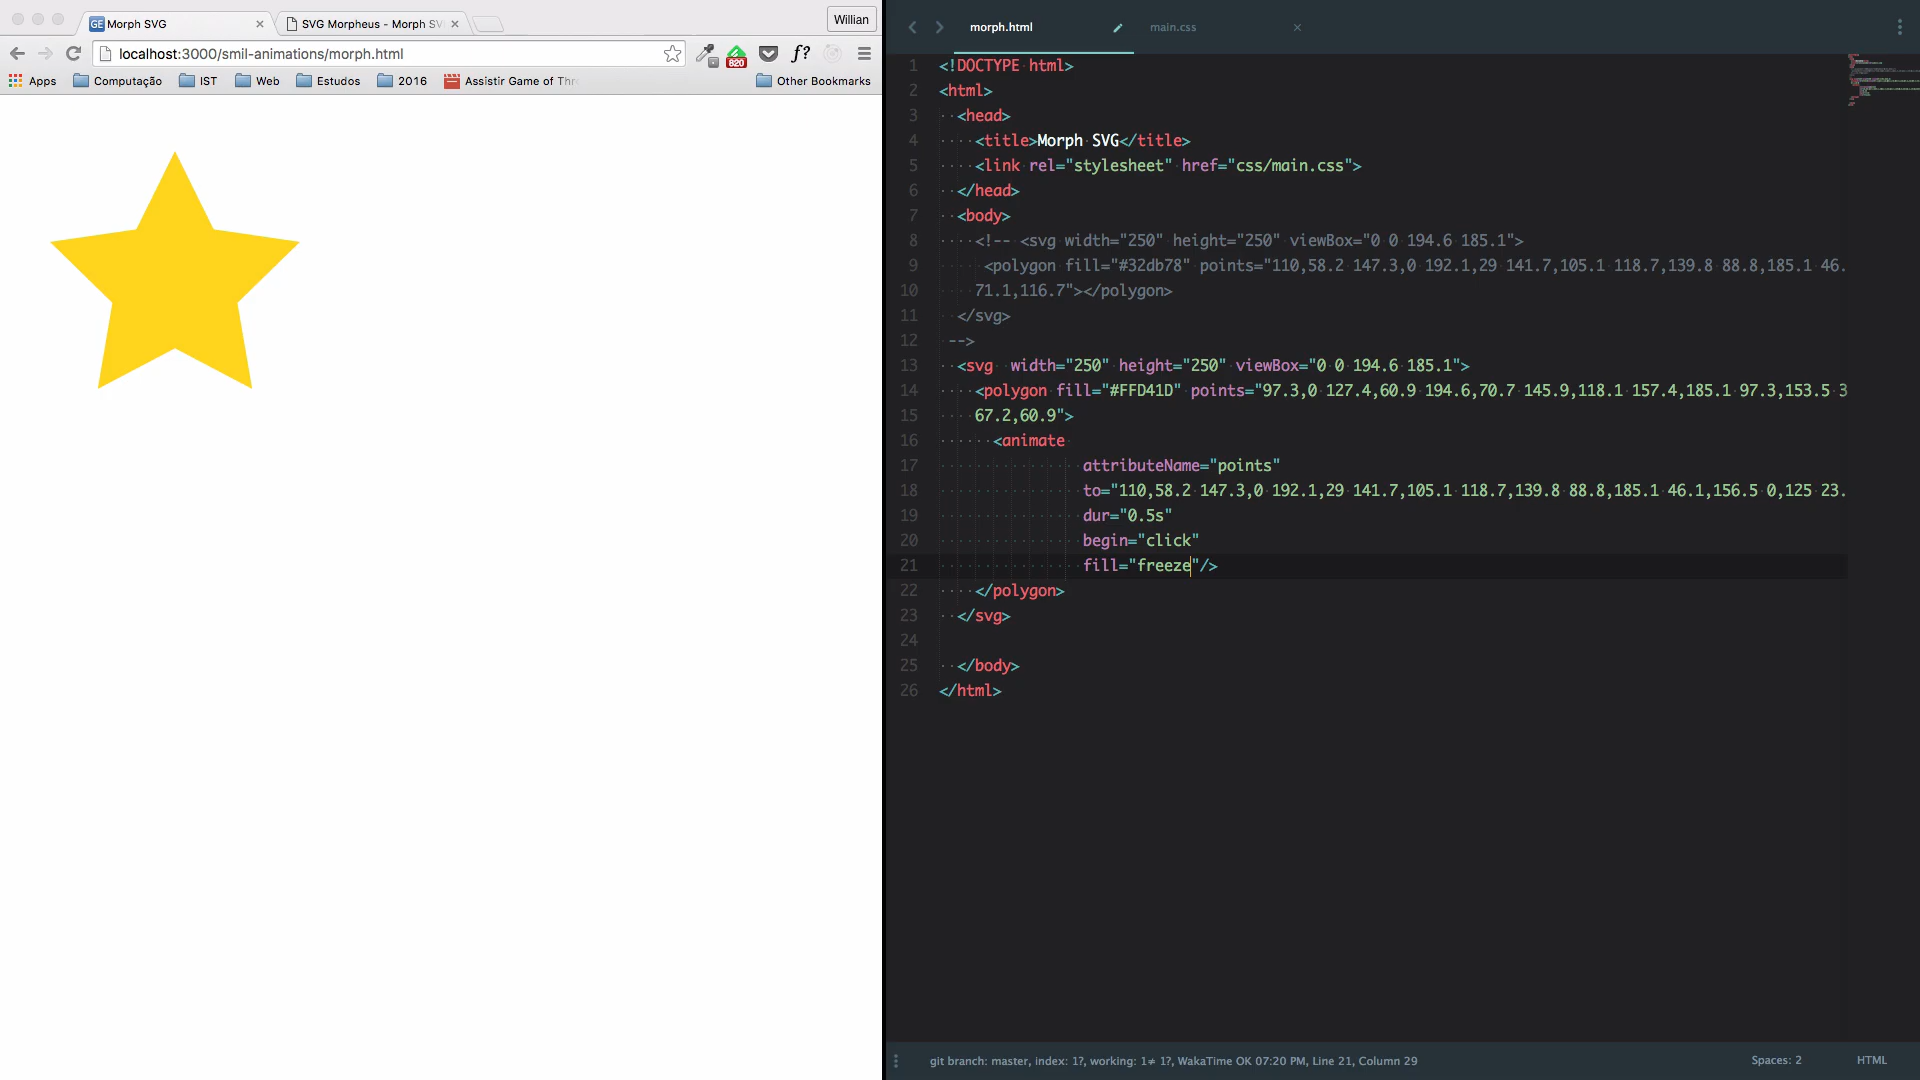 Morph SVG
SVG Morpheus - Morph SV
Willian
localhost:3000/smil-animations/morph.html
820
f?
Apps
Computação
IST
Web
Estudos
2016
Assistir Game of Thr
Other Bookmarks
morph.html
main.css
1 <!DOCTYPE html>
2 <html>
3 <head>
4 <title>Morph SVG</title>
5 <link rel="stylesheet" href="css/main.css">
6 </head>
7 <body>
8 <!-- <svg width="250" height="250" viewBox="0 0 194.6 185.1">
9 <polygon fill="#32db78" points="110,58.2 147.3,0 192.1,29 141.7,105.1 118.7,139.8 88.8,185.1 46.
10 71.1,116.7"></polygon>
11 </svg>
12 -->
13 <svg width="250" height="250" viewBox="0 0 194.6 185.1">
14 <polygon fill="#FFD41D" points="97.3,0 127.4,60.9 194.6,70.7 145.9,118.1 157.4,185.1 97.3,153.5 3
15 67.2,60.9">
16 <animate
17 attributeName="points"
18 to="110,58.2 147.3,0 192.1,29 141.7,105.1 118.7,139.8 88.8,185.1 46.1,156.5 0,125 23.
19 dur="0.5s"
20 begin="click"
21 fill="freeze"/>
22 </polygon>
23 </svg>
24
25 </body>
26 </html>
git branch: master, index: 1?, working: 1≠ 1?, WakaTime OK 07:20 PM, Line 21, Column 29
Spaces: 2
HTML